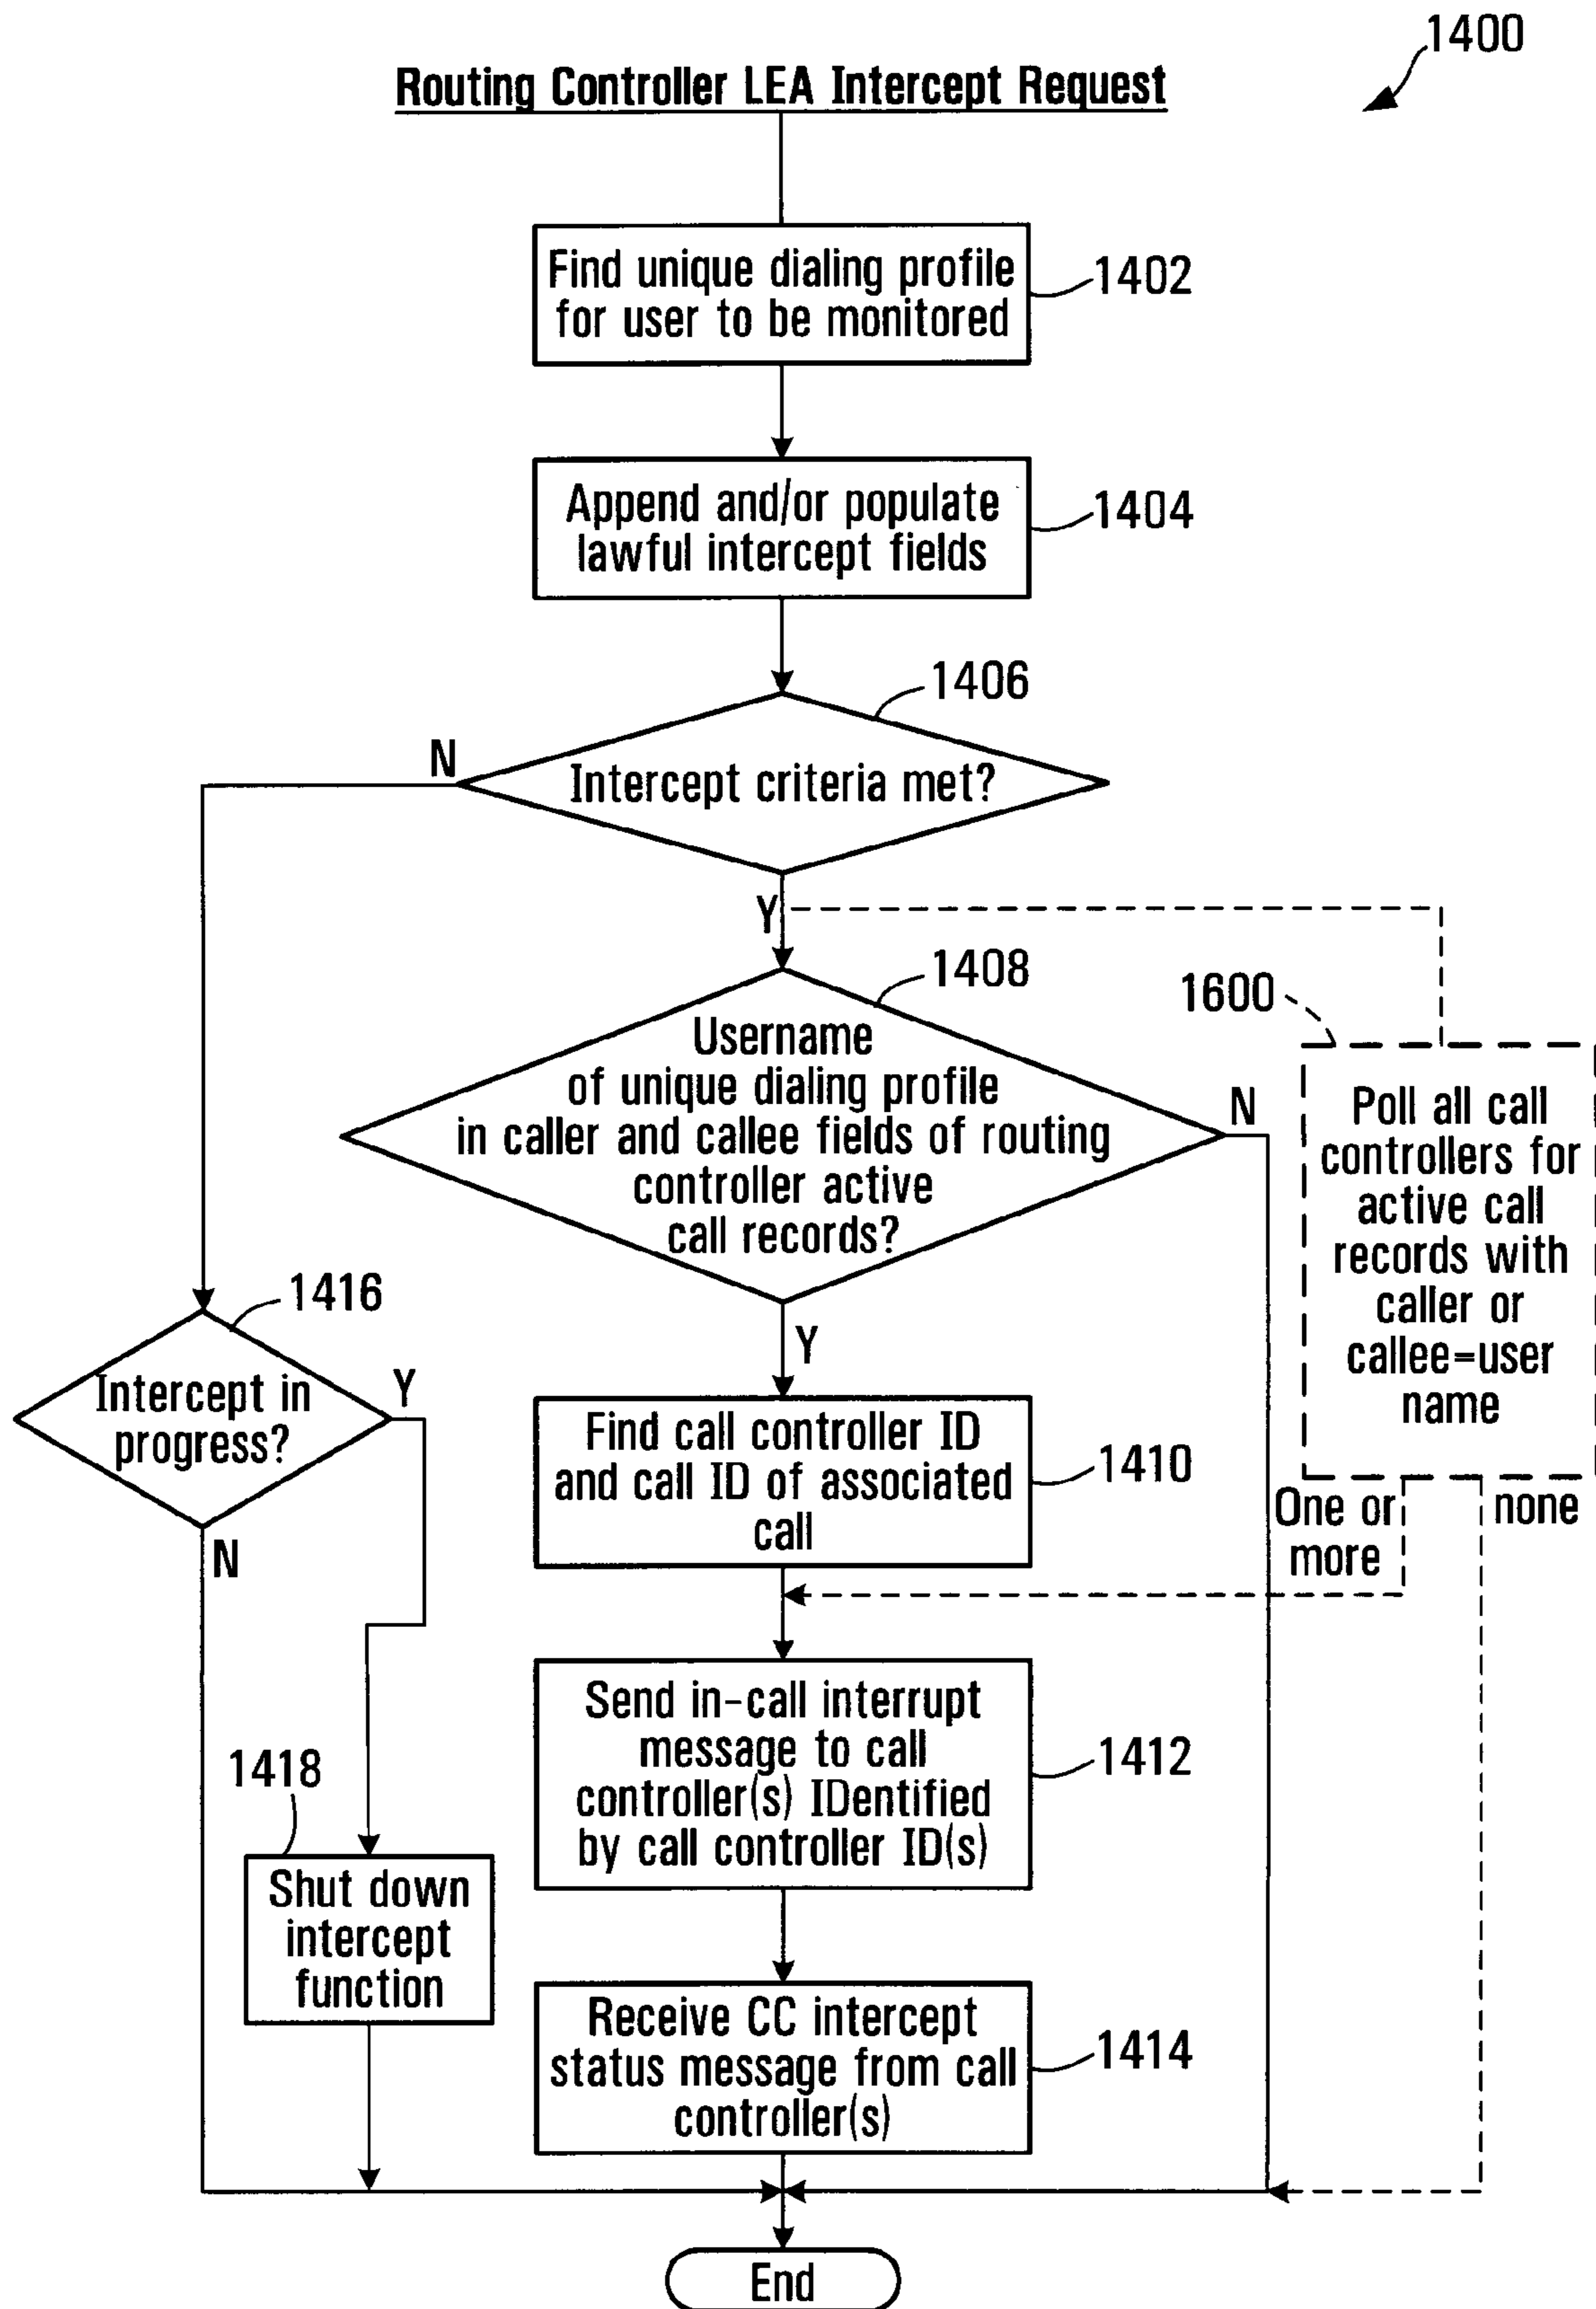 1400
Routing Controller LEA Intercept Request
Find unique dialing profile
for user to be monitored
1402
Append and/or populate
lawful intercept fields
1404
1406
N
Intercept criteria met?
Y
1408
1600
Username
of unique dialing profile
in caller and callee fields of routing
controller active
call records?
N
Poll all call
controllers for
active call
records with
caller or
callee=user
name
1416
Y
Intercept in
progress?
Y
N
Find call controller ID
and call ID of associated
call
1410
One or
more
none
Send in-call interrupt
message to call
controller(s) IDentified
by call controller ID(s)
1412
1418
Shut down
intercept
function
Receive CC intercept
status message from call
controller(s)
1414
End